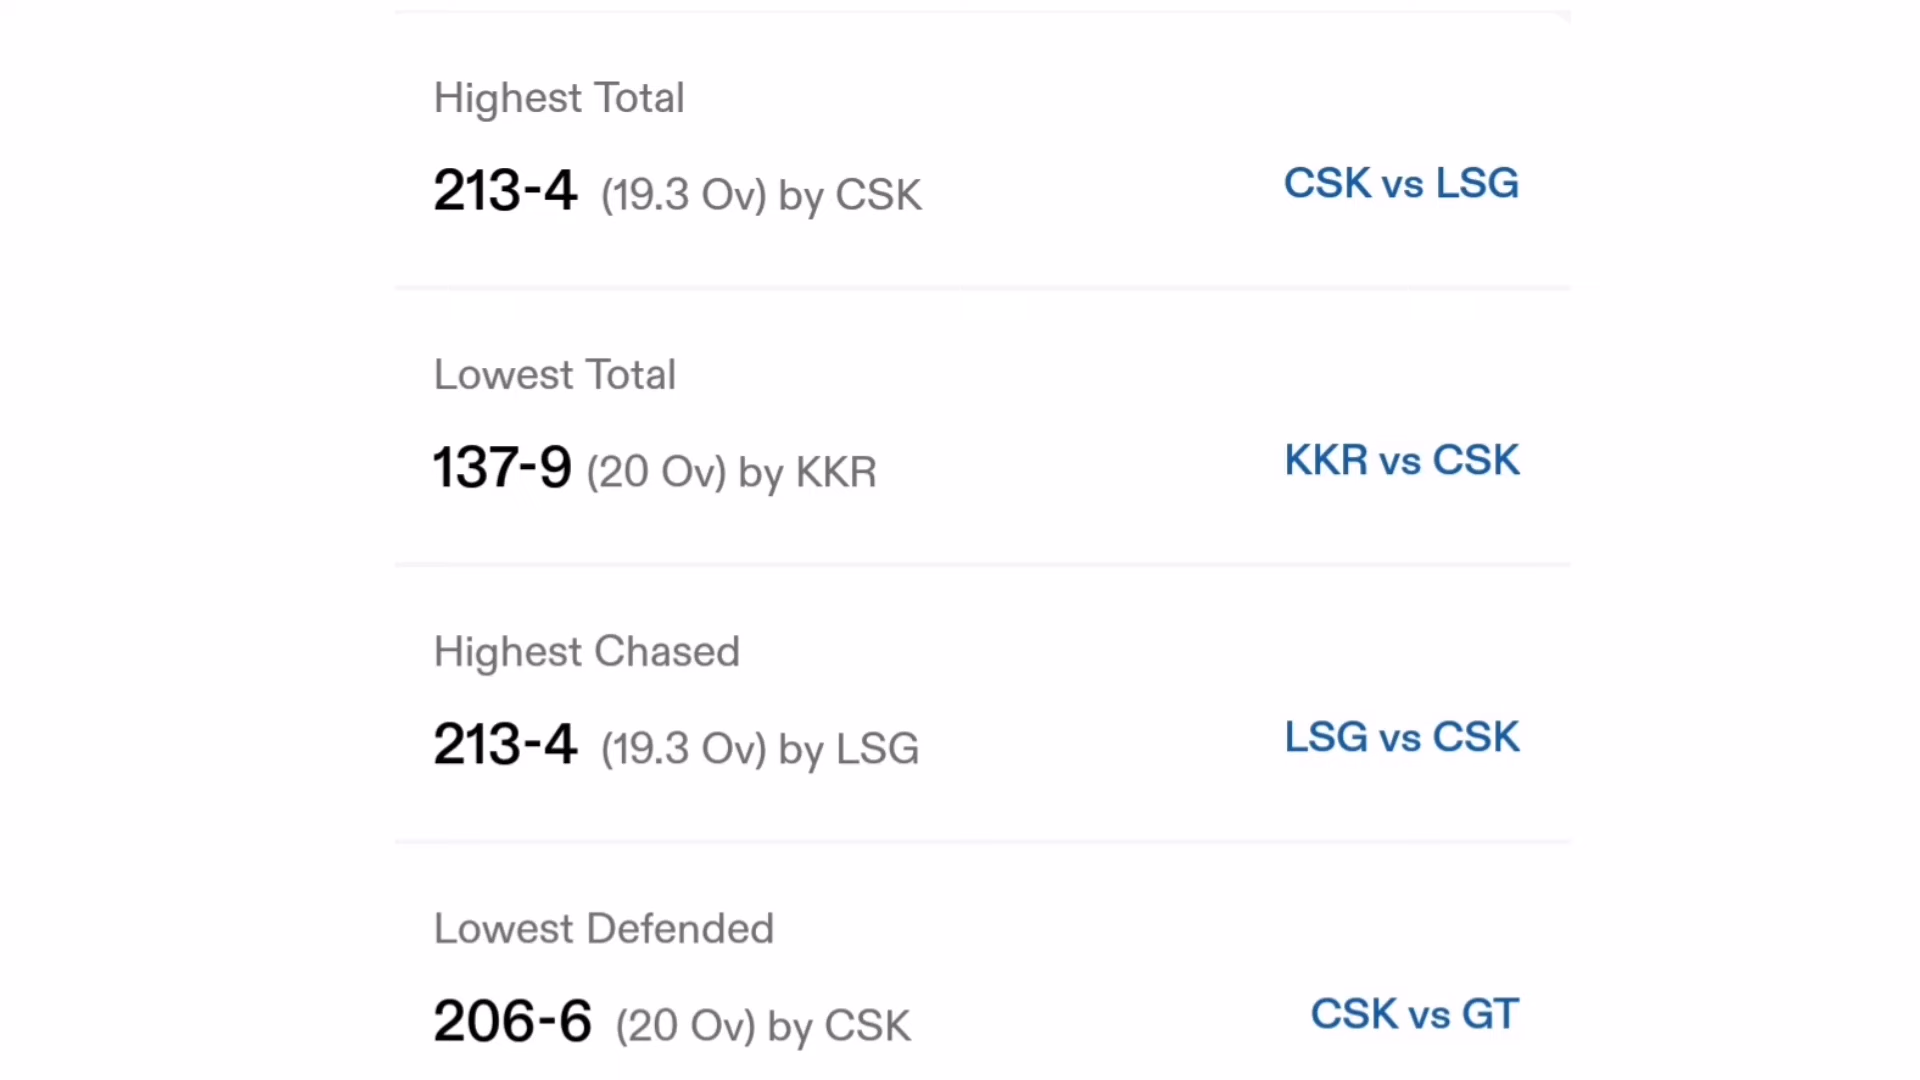 Highest Total
213-4 (19.3 Ov) by CSK
CSK vs LSG
Lowest Total
137-9 (20 Ov) by KKR
KKR vs CSK
Highest Chased
213-4 (19.3 Ov) by LSG
LSG vs CSK
Lowest Defended
206-6 (20 Ov) by CSK
CSK vs GT